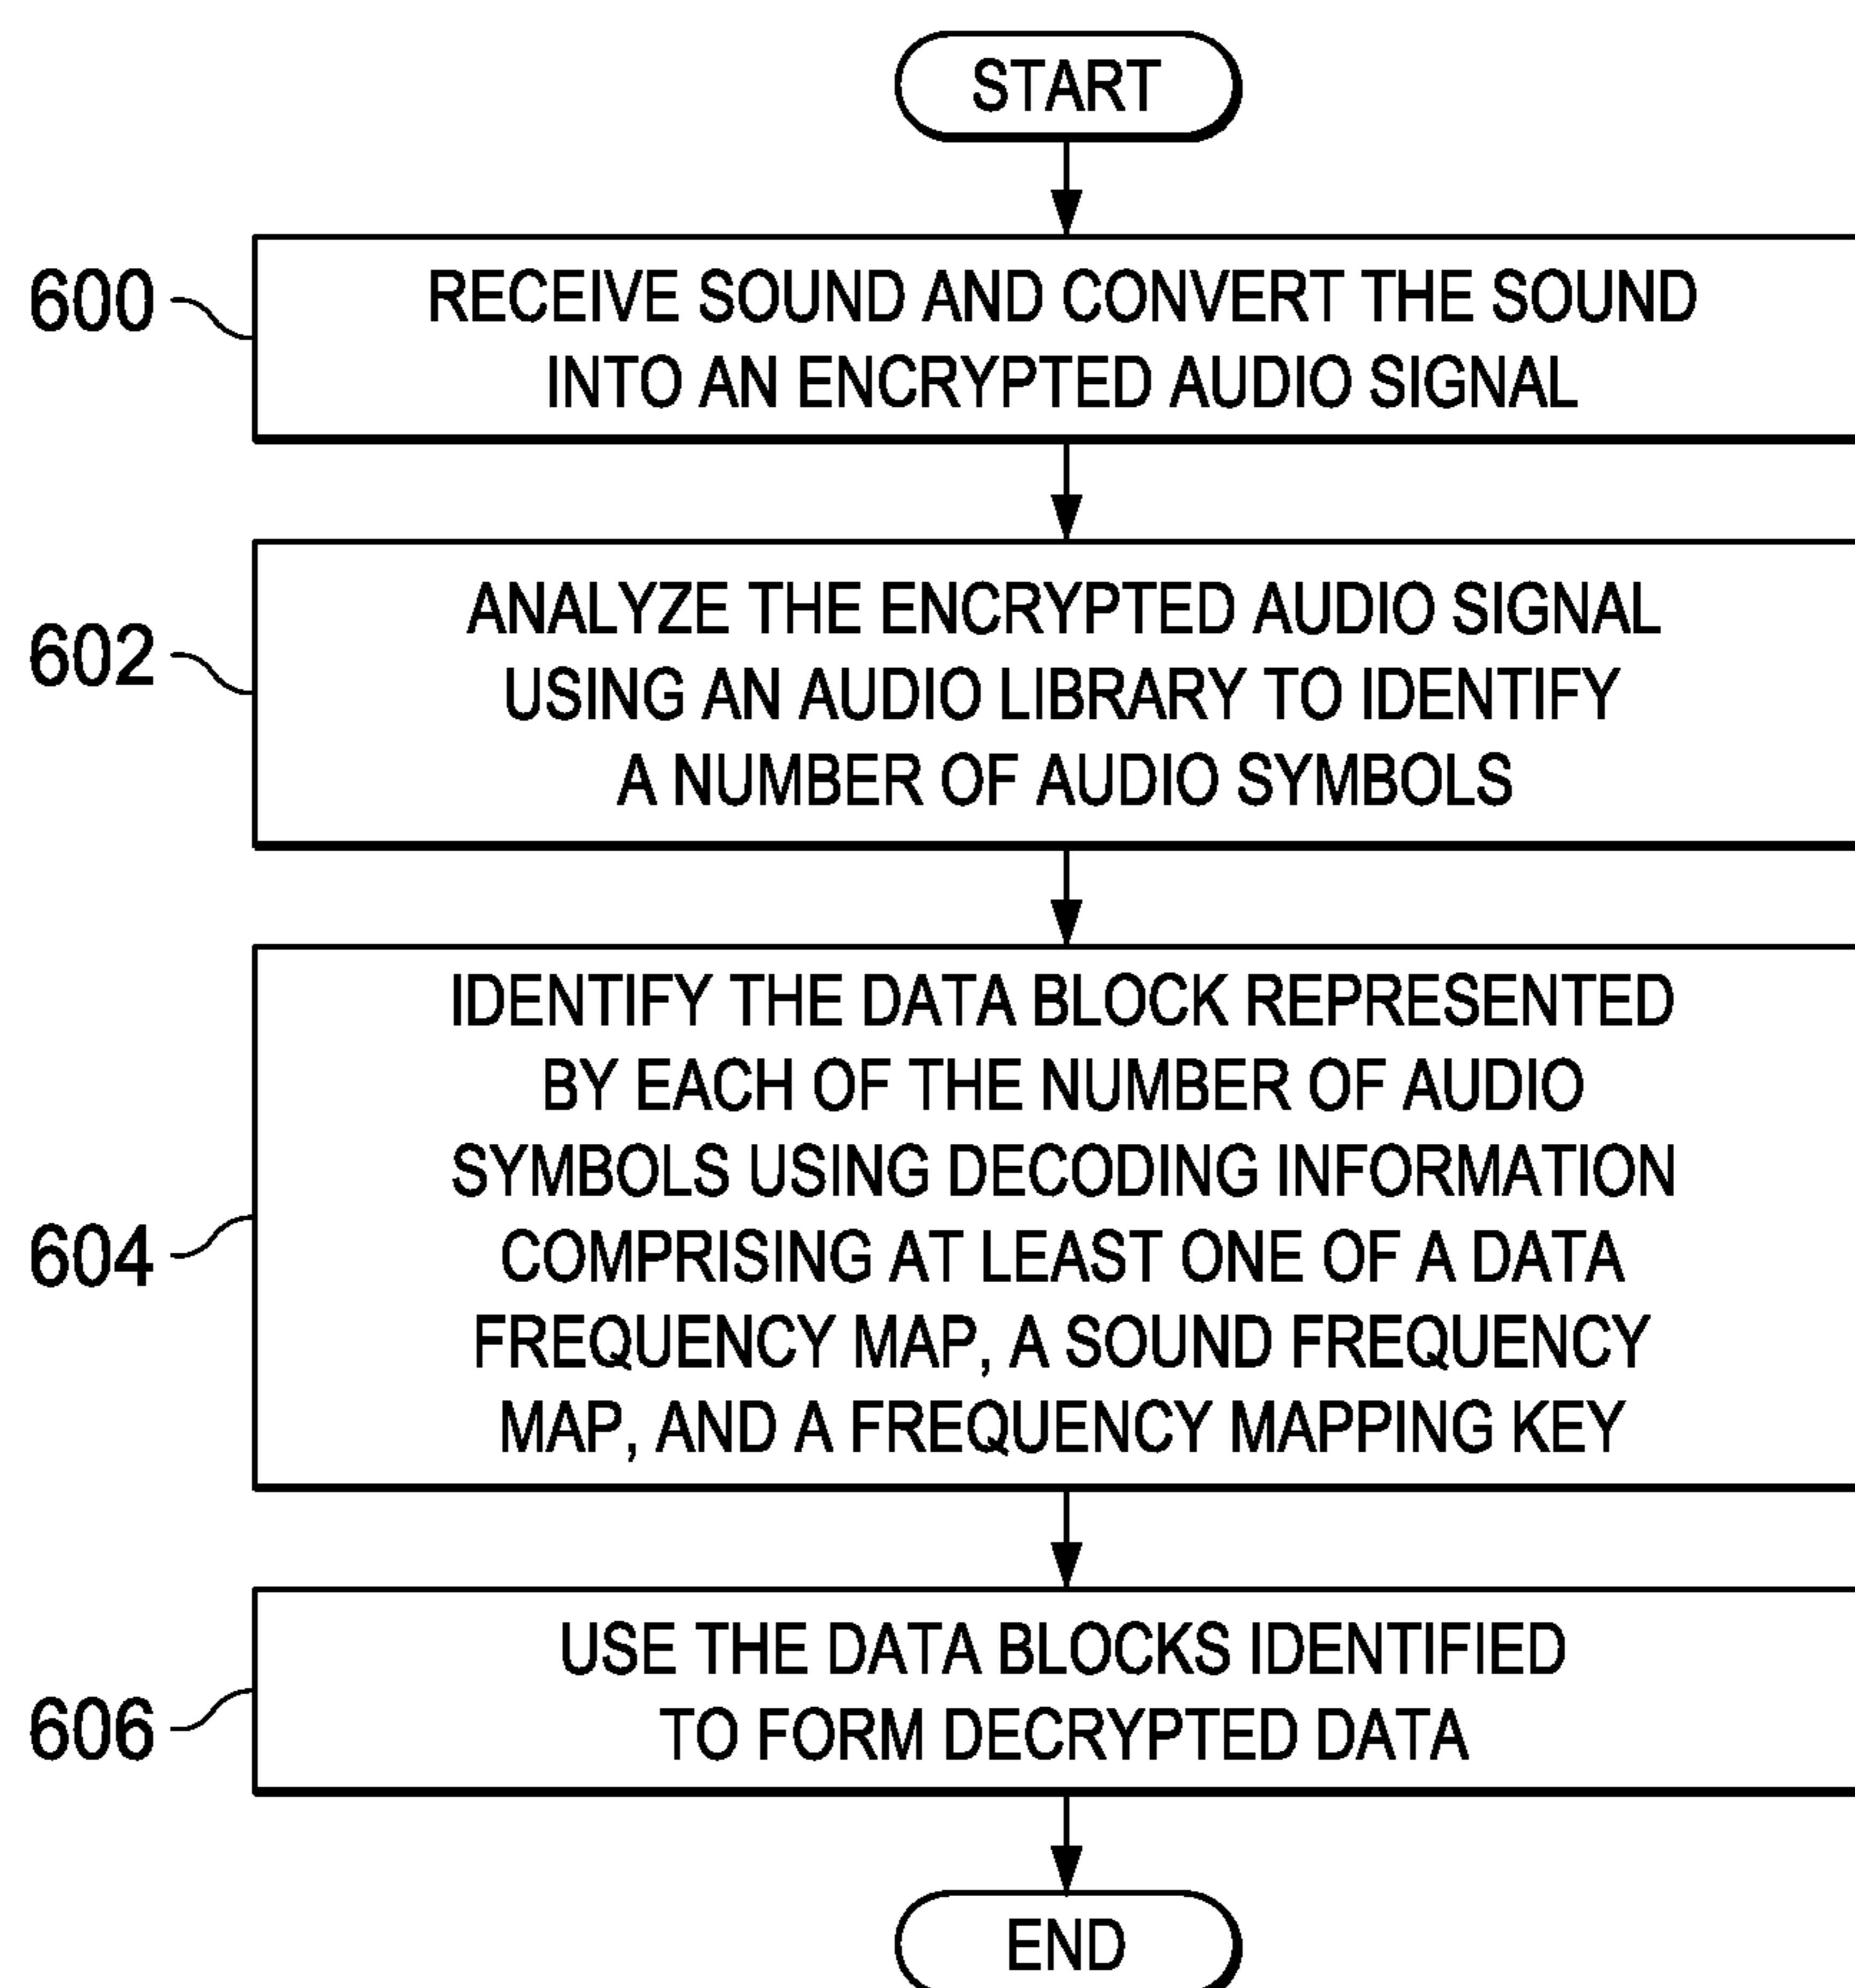 START
600
RECEIVE SOUND AND CONVERT THE SOUND
INTO AN ENCRYPTED AUDIO SIGNAL
602
ANALYZE THE ENCRYPTED AUDIO SIGNAL
USING AN AUDIO LIBRARY TO IDENTIFY
A NUMBER OF AUDIO SYMBOLS
604
IDENTIFY THE DATA BLOCK REPRESENTED
BY EACH OF THE NUMBER OF AUDIO
SYMBOLS USING DECODING INFORMATION
COMPRISING AT LEAST ONE OF A DATA
FREQUENCY MAP, A SOUND FREQUENCY
MAP, AND A FREQUENCY MAPPING KEY
606
USE THE DATA BLOCKS IDENTIFIED
TO FORM DECRYPTED DATA
END